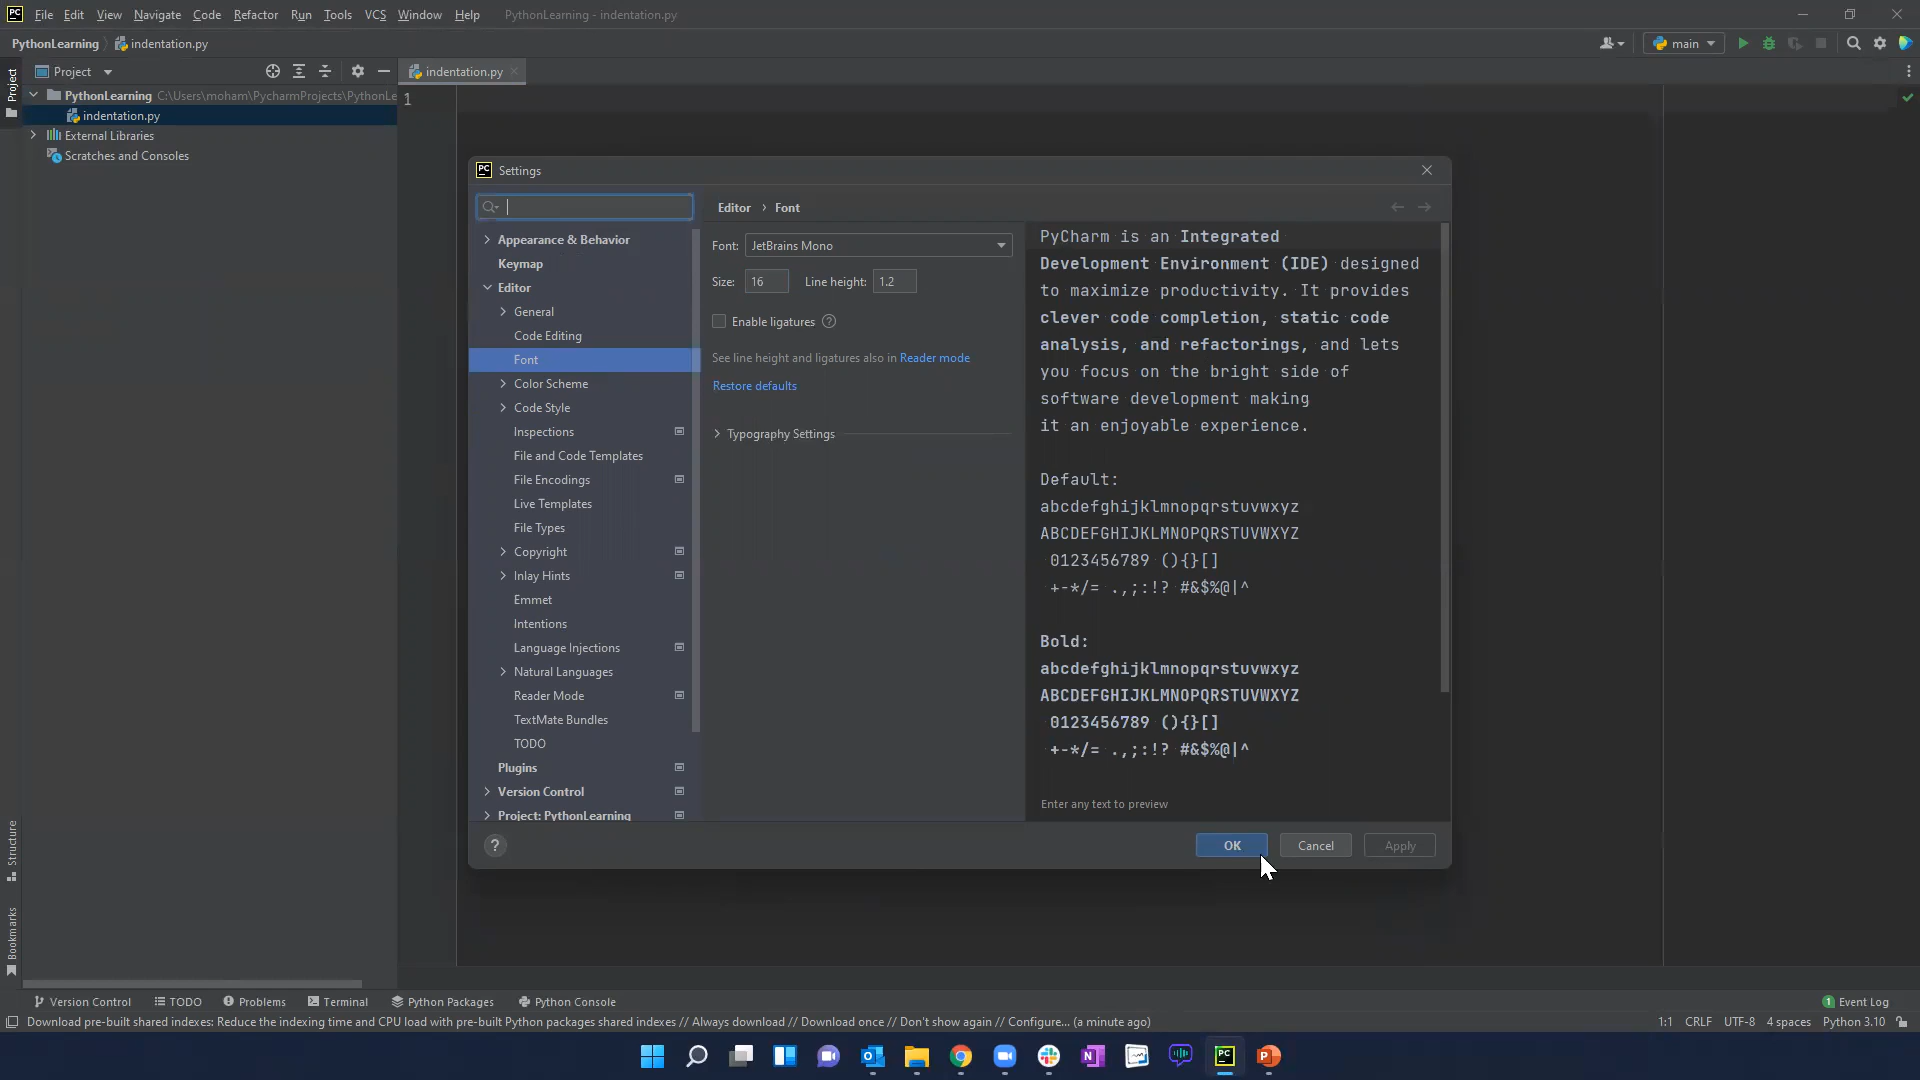 PC File Edit View Navigate Code Refactor Run Tools VCS Window Help PythonLearning - indentation.py
PythonLearning indentation.py main
Project indentation.py
Project
PythonLearning C:\Users\moham\PycharmProjects\PythonLe
1
indentation.py
External Libraries
Scratches and Consoles
PC Settings
Editor › Font
Appearance & Behavior
Keymap
Editor
General
Code Editing
Font
Color Scheme
Code Style
Inspections
File and Code Templates
File Encodings
Live Templates
File Types
Copyright
Inlay Hints
Emmet
Intentions
Language Injections
Natural Languages
Reader Mode
TextMate Bundles
TODO
Plugins
Version Control
Project: PythonLearning
Font: JetBrains Mono
Size: 16 Line height: 1.2
Enable ligatures ?
See line height and ligatures also in Reader mode
Restore defaults
Typography Settings
PyCharm is an Integrated
Development Environment (IDE) designed
to maximize productivity. It provides
clever code completion, static code
analysis, and refactorings, and lets
you focus on the bright side of
software development making
it an enjoyable experience.
Default:
abcdefghijklmnopqrstuvwxyz
ABCDEFGHIJKLMNOPQRSTUVWXYZ
0123456789 (){}[]
+-*/= .,;:!? #&$%@|^
Bold:
abcdefghijklmnopqrstuvwxyz
ABCDEFGHIJKLMNOPQRSTUVWXYZ
0123456789 (){}[]
+-*/= .,;:!? #&$%@|^
Enter any text to preview
? OK Cancel Apply
Structure
Bookmarks
Version Control TODO Problems Terminal Python Packages Python Console 1 Event Log
Download pre-built shared indexes: Reduce the indexing time and CPU load with pre-built Python packages shared indexes // Always download // Download once // Don't show again // Configure... (a minute ago) 1:1 CRLF UTF-8 4 spaces Python 3.10
N PC P